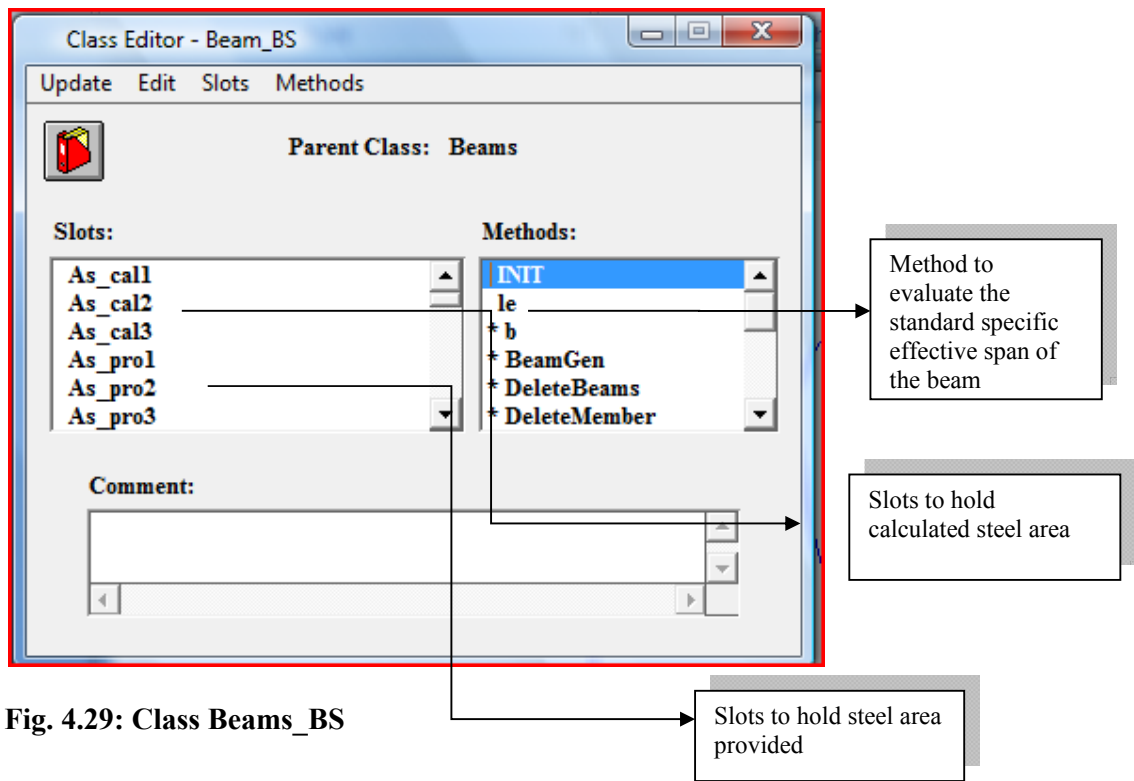 Class Editor - Beam_BS
Update Edit Slots Methods
Parent Class: Beams
Slots:
As_cal1
As_cal2
As_cal3
As_pro1
As_pro2
As_pro3
Methods:
INIT
le
* b
* BeamGen
* DeleteBeams
* DeleteMember
Comment:
Method to
evaluate the
standard specific
effective span of
the beam
Slots to hold
calculated steel area
Slots to hold steel area
provided
Fig. 4.29: Class Beams_BS